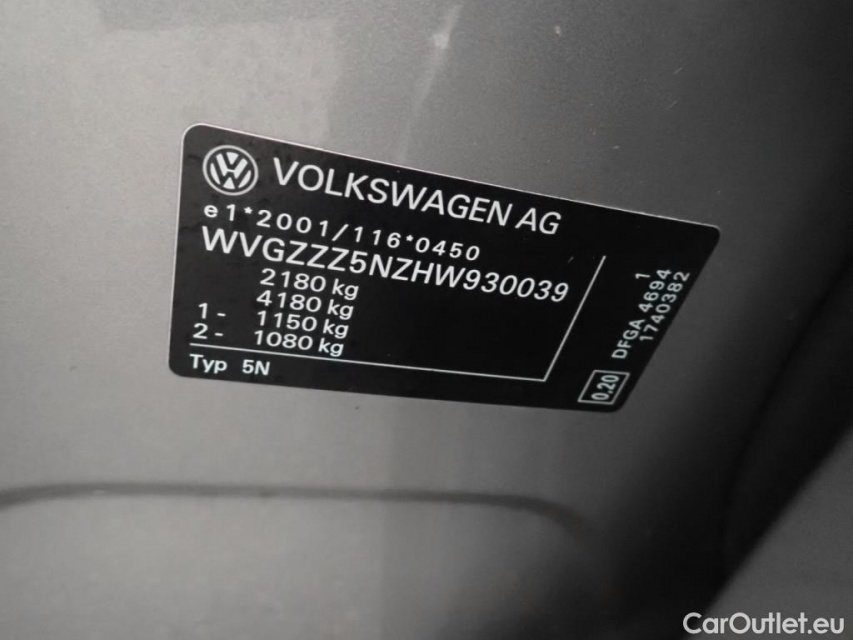 VOLKSWAGEN AG
e1*2001/116*0450
WVGZZZ5NZHW930039
2180 kg
4180 kg
1 - 1150 kg
2 - 1080 kg
Typ 5N
1
DFGA 4694
1740382
0,20
CarOutlet.eu